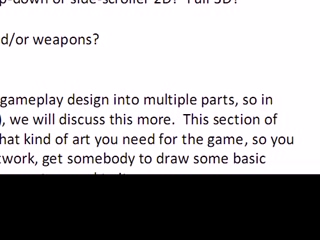 p-down or side-scroller 2D? Full 3D?
d/or weapons?
gameplay design into multiple parts, so in
, we will discuss this more. This section of
hat kind of art you need for the game, so you
work, get somebody to draw some basic